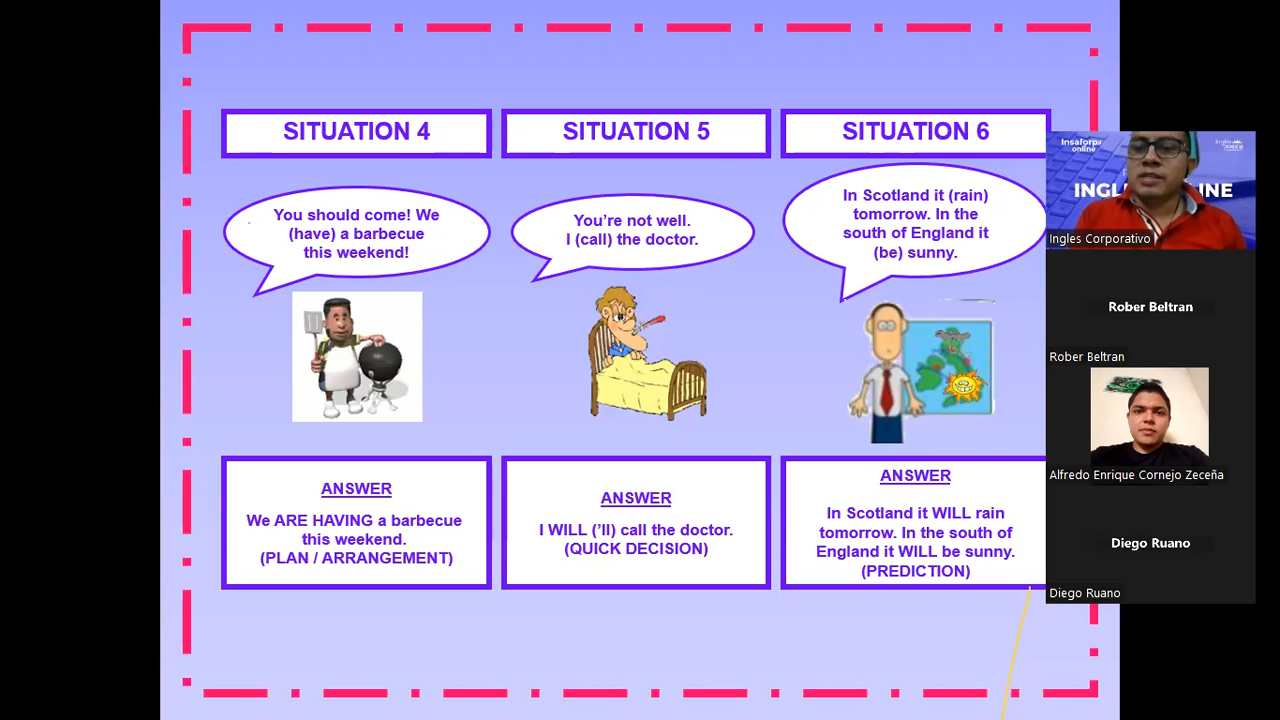 SITUATION 4
You should come! We
(have) a barbecue
this weekend!
ANSWER
We ARE HAVING a barbecue
this weekend.
(PLAN / ARRANGEMENT)
SITUATION 5
You're not well.
I (call) the doctor.
ANSWER
I WILL ('ll) call the doctor.
(QUICK DECISION)
SITUATION 6
In Scotland it (rain)
tomorrow. In the
south of England it
(be) sunny.
ANSWER
In Scotland it WILL rain
tomorrow. In the south of
England it WILL be sunny.
(PREDICTION)
Insaforp
online
Ingles Corporativo
Rober Beltran
Rober Beltran
Alfredo Enrique Cornejo Zeceña
Diego Ruano
Diego Ruano